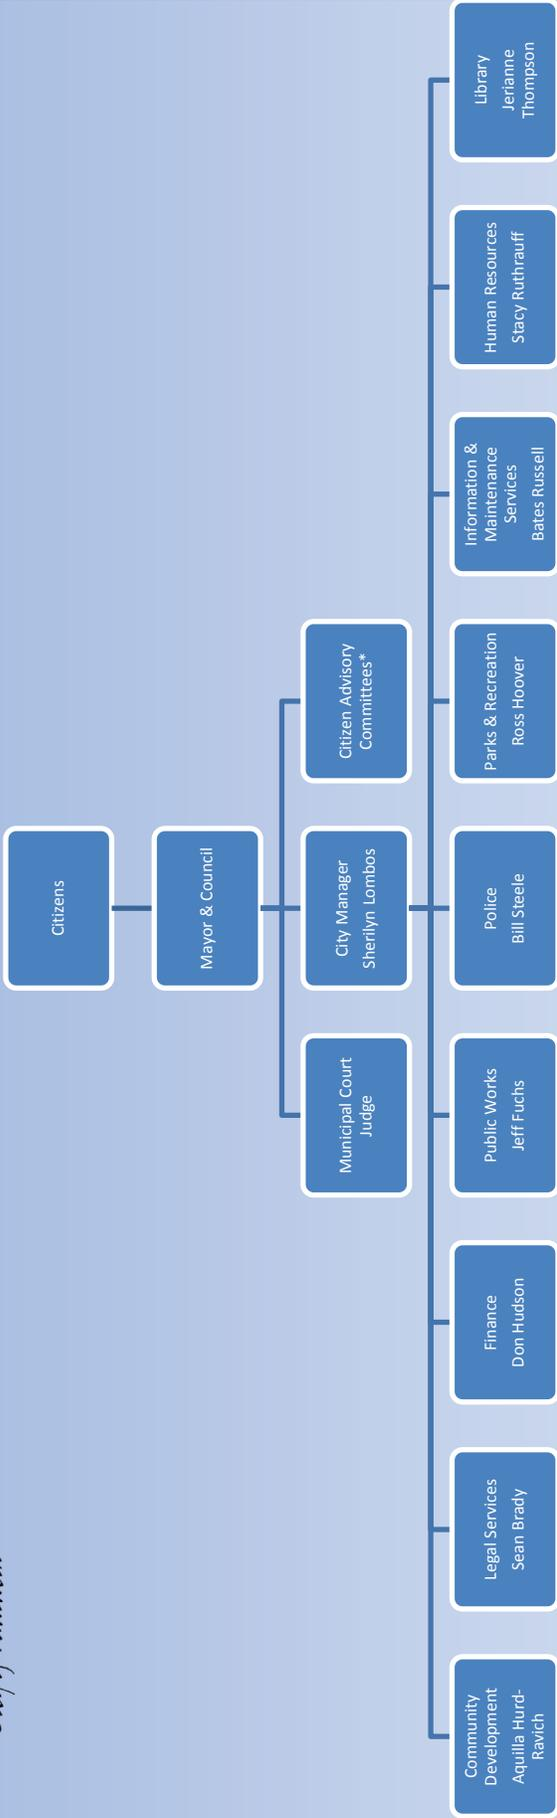 Citizens
Mayor & Council
Municipal Court
Judge
City Manager
Sherilyn Lombos
Citizen Advisory
Committees*
Community
Development
Aquilla Hurd-
Ravich
Legal Services
Sean Brady
Finance
Don Hudson
Public Works
Jeff Fuchs
Police
Bill Steele
Parks & Recreation
Ross Hoover
Information &
Maintenance
Services
Bates Russell
Human Resources
Stacy Ruthrauff
Library
Jerianne
Thompson